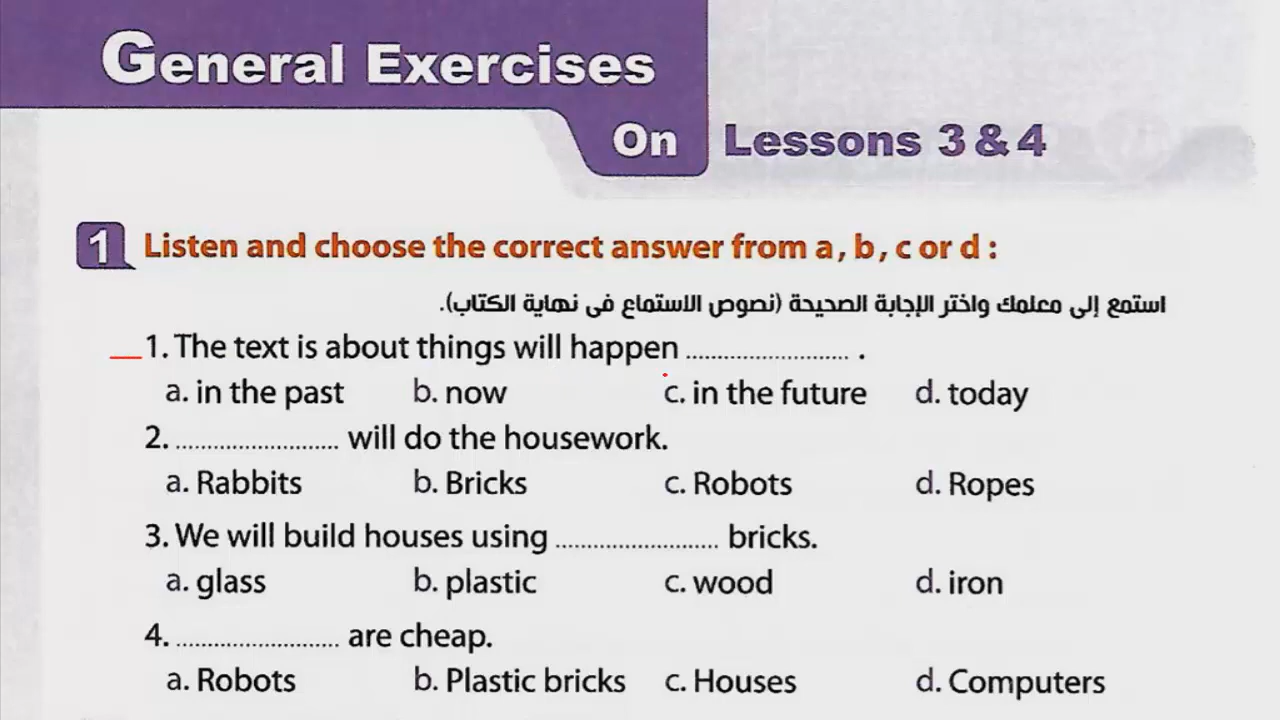 General Exercises
On Lessons 3 & 4
1 Listen and choose the correct answer from a, b, c or d :
استمع إلى معلمك واختر الإجابة الصحيحة (نصوص الاستماع فى نهاية الكتاب).
1. The text is about things will happen .......................... .
a. in the past b. now c. in the future d. today
2. .......................... will do the housework.
a. Rabbits b. Bricks c. Robots d. Ropes
3. We will build houses using .......................... bricks.
a. glass b. plastic c. wood d. iron
4. .......................... are cheap.
a. Robots b. Plastic bricks c. Houses d. Computers